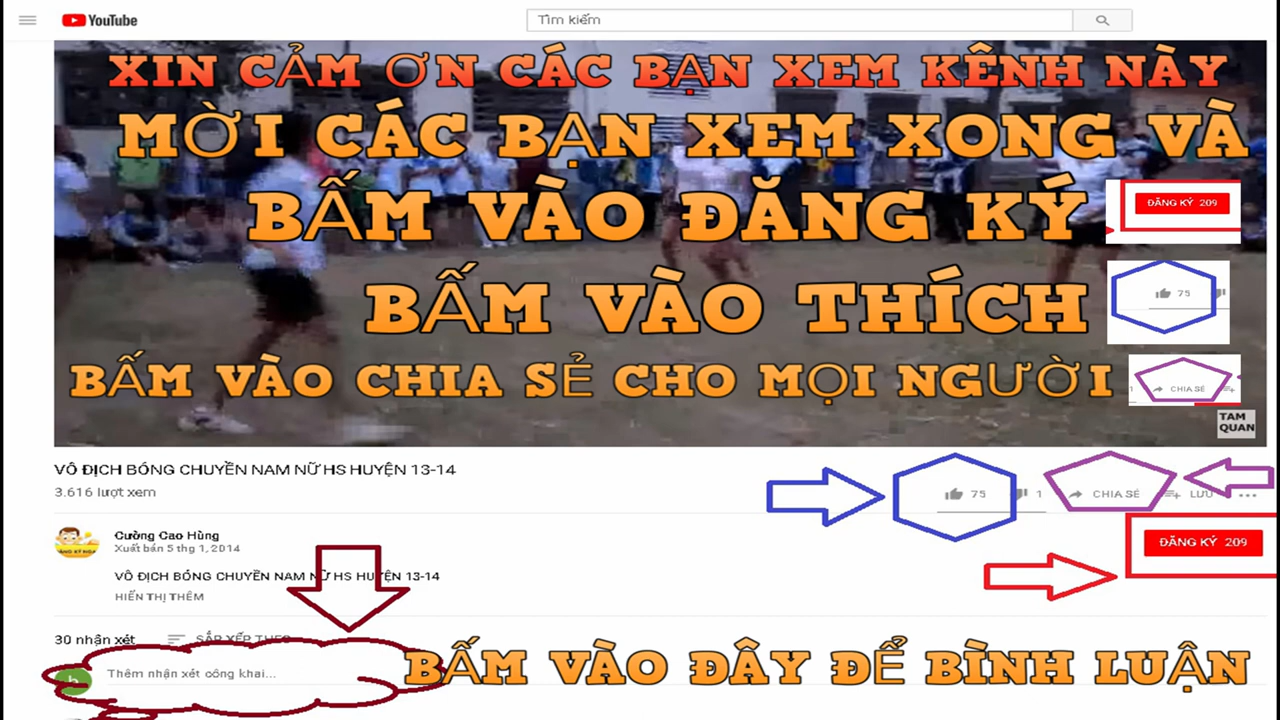 YouTube
Tìm kiếm
XIN CẢM ƠN CÁC BẠN XEM KÊNH NÀY
MỜI CÁC BẠN XEM XONG VÀ
BẤM VÀO ĐĂNG KÝ
ĐĂNG KÝ 209
BẤM VÀO THÍCH
75
BẤM VÀO CHIA SẺ CHO MỌI NGƯỜI
1 CHIA SẺ
TAM
QUAN
VÔ ĐỊCH BÓNG CHUYỀN NAM NỮ HS HUYỆN 13-14
3.616 lượt xem
75 1 CHIA SẺ LƯU
Cường Cao Hùng
Xuất bản 5 thg 1, 2014
ĐĂNG KÝ 209
VÔ ĐỊCH BÓNG CHUYỀN NAM NỮ HS HUYỆN 13-14
HIỂN THỊ THÊM
30 nhận xét SẮP XẾP THEO
Thêm nhận xét công khai...
BẤM VÀO ĐÂY ĐỂ BÌNH LUẬN